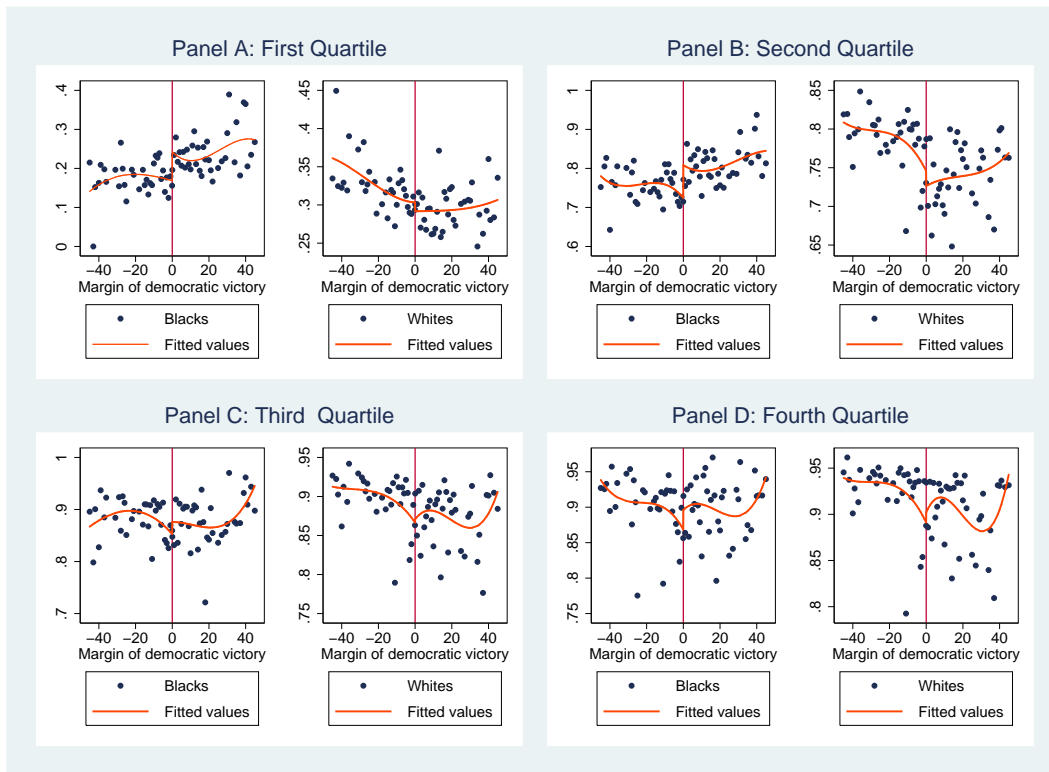 Panel A: First Quartile
.4
.3
.2
.1
0
−40 −20 0 20 40
Margin of democratic victory
Blacks
Fitted values
.45
.4
.35
.3
.25
−40 −20 0 20 40
Margin of democratic victory
Whites
Fitted values
Panel B: Second Quartile
1
.9
.8
.7
.6
−40 −20 0 20 40
Margin of democratic victory
Blacks
Fitted values
.85
.8
.75
.7
.65
−40 −20 0 20 40
Margin of democratic victory
Whites
Fitted values
Panel C: Third  Quartile
1
.9
.8
.7
−40 −20 0 20 40
Margin of democratic victory
Blacks
Fitted values
.95
.9
.85
.8
.75
−40 −20 0 20 40
Margin of democratic victory
Whites
Fitted values
Panel D: Fourth Quartile
.95
.9
.85
.8
.75
−40 −20 0 20 40
Margin of democratic victory
Blacks
Fitted values
.95
.9
.85
.8
−40 −20 0 20 40
Margin of democratic victory
Whites
Fitted values